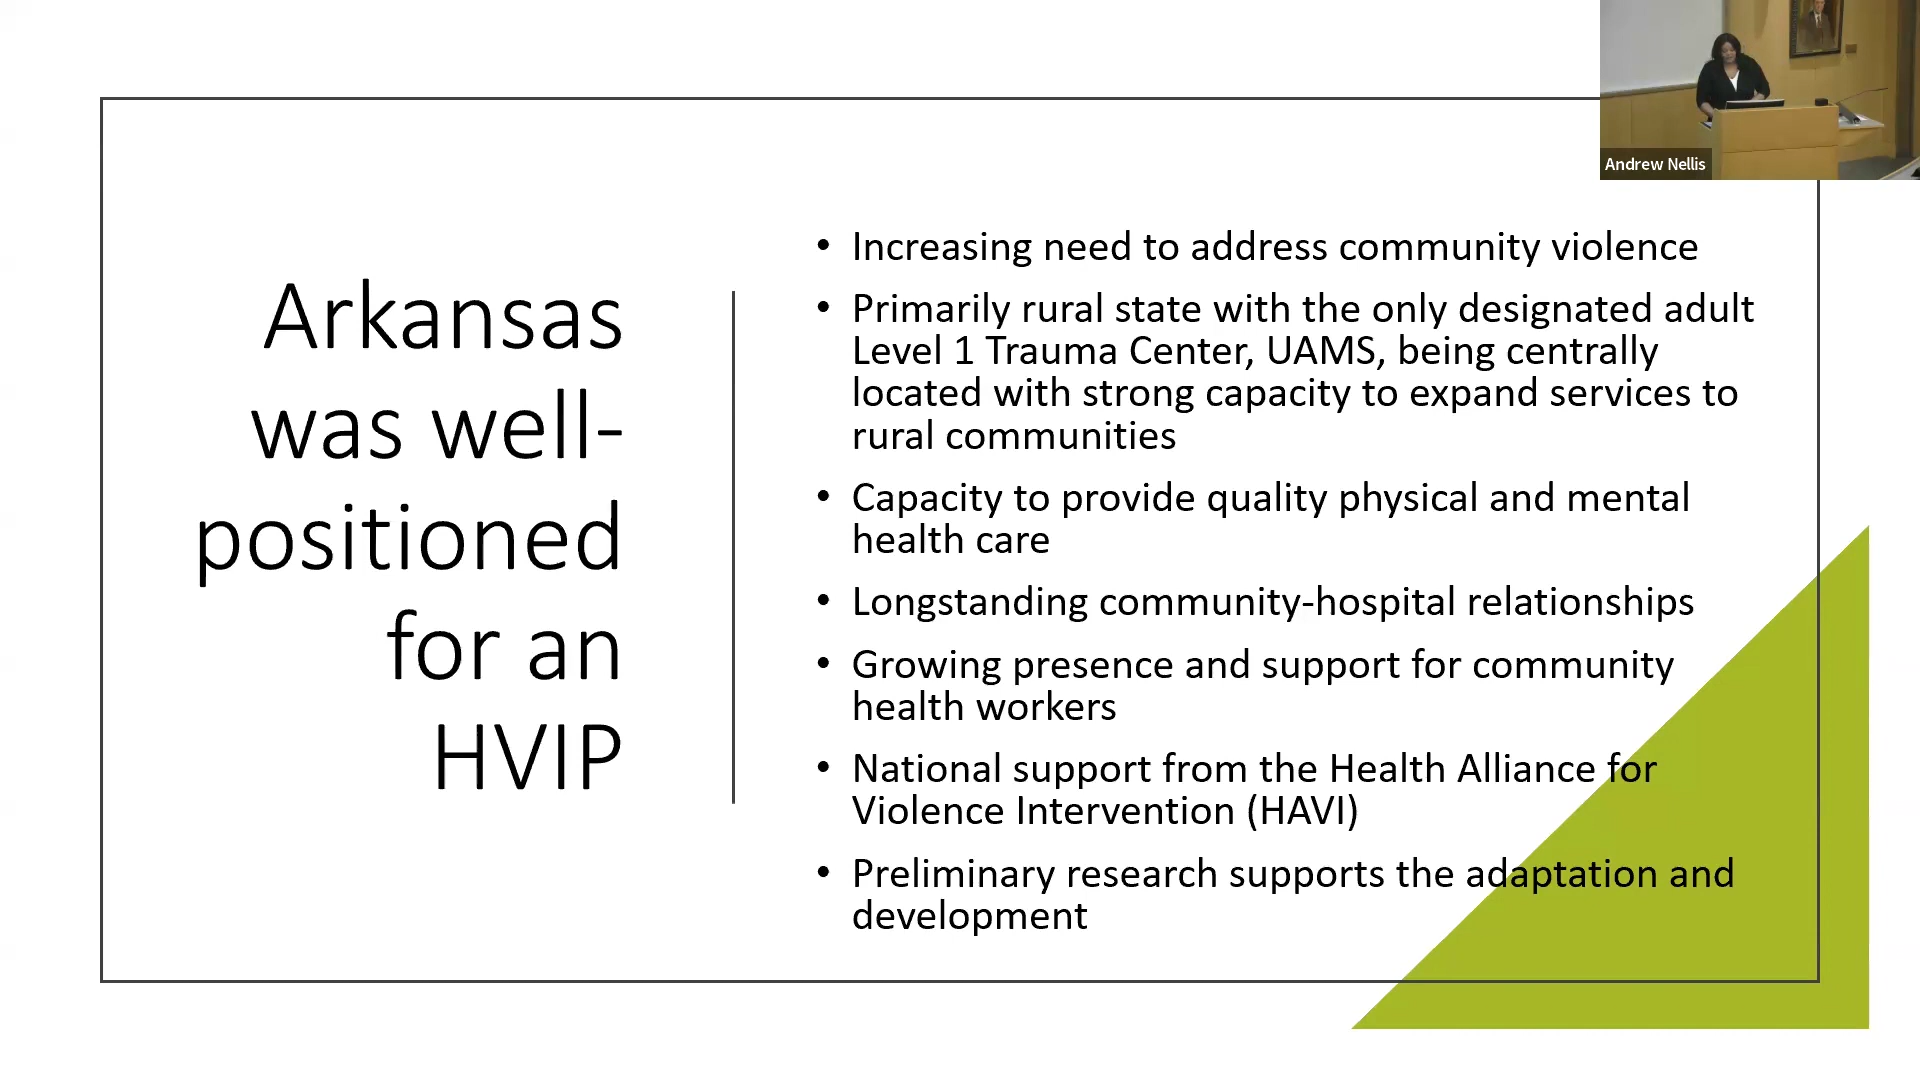 Andrew Nellis
Arkansas
was well-
positioned
for an
HVIP
• Increasing need to address community violence
• Primarily rural state with the only designated adult
Level 1 Trauma Center, UAMS, being centrally
located with strong capacity to expand services to
rural communities
• Capacity to provide quality physical and mental
health care
• Longstanding community-hospital relationships
• Growing presence and support for community
health workers
• National support from the Health Alliance for
Violence Intervention (HAVI)
• Preliminary research supports the adaptation and
development